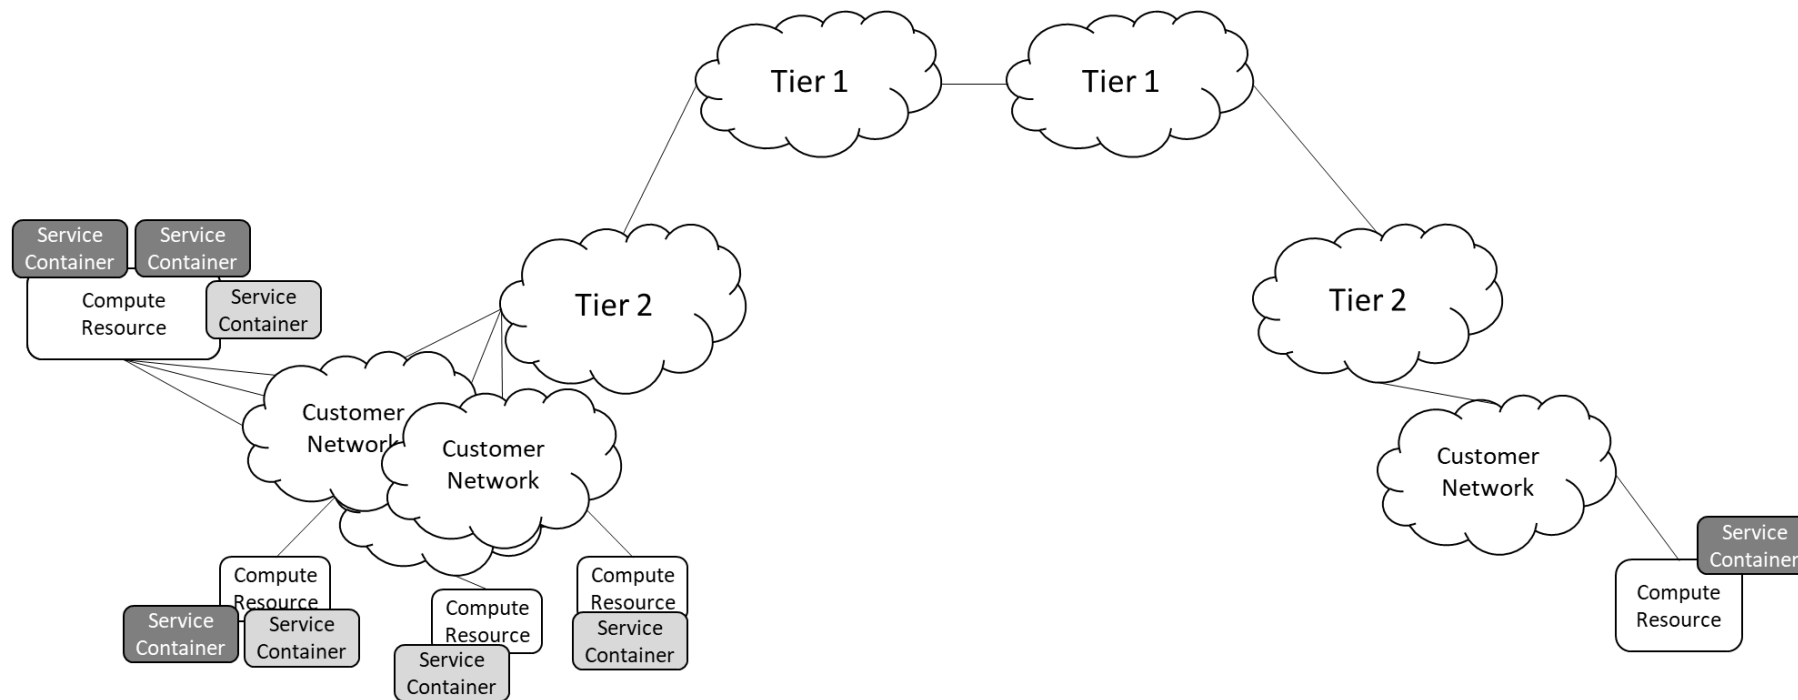 Tier 1
Tier 1
Service
Container
Service
Container
Compute
Resource
Service
Container
Tier 2
Tier 2
Customer
Network
Customer
Network
Customer
Network
Compute
Resource
Service
Container
Service
Container
Compute
Resource
Service
Container
Compute
Resource
Service
Container
Service
Container
Compute
Resource